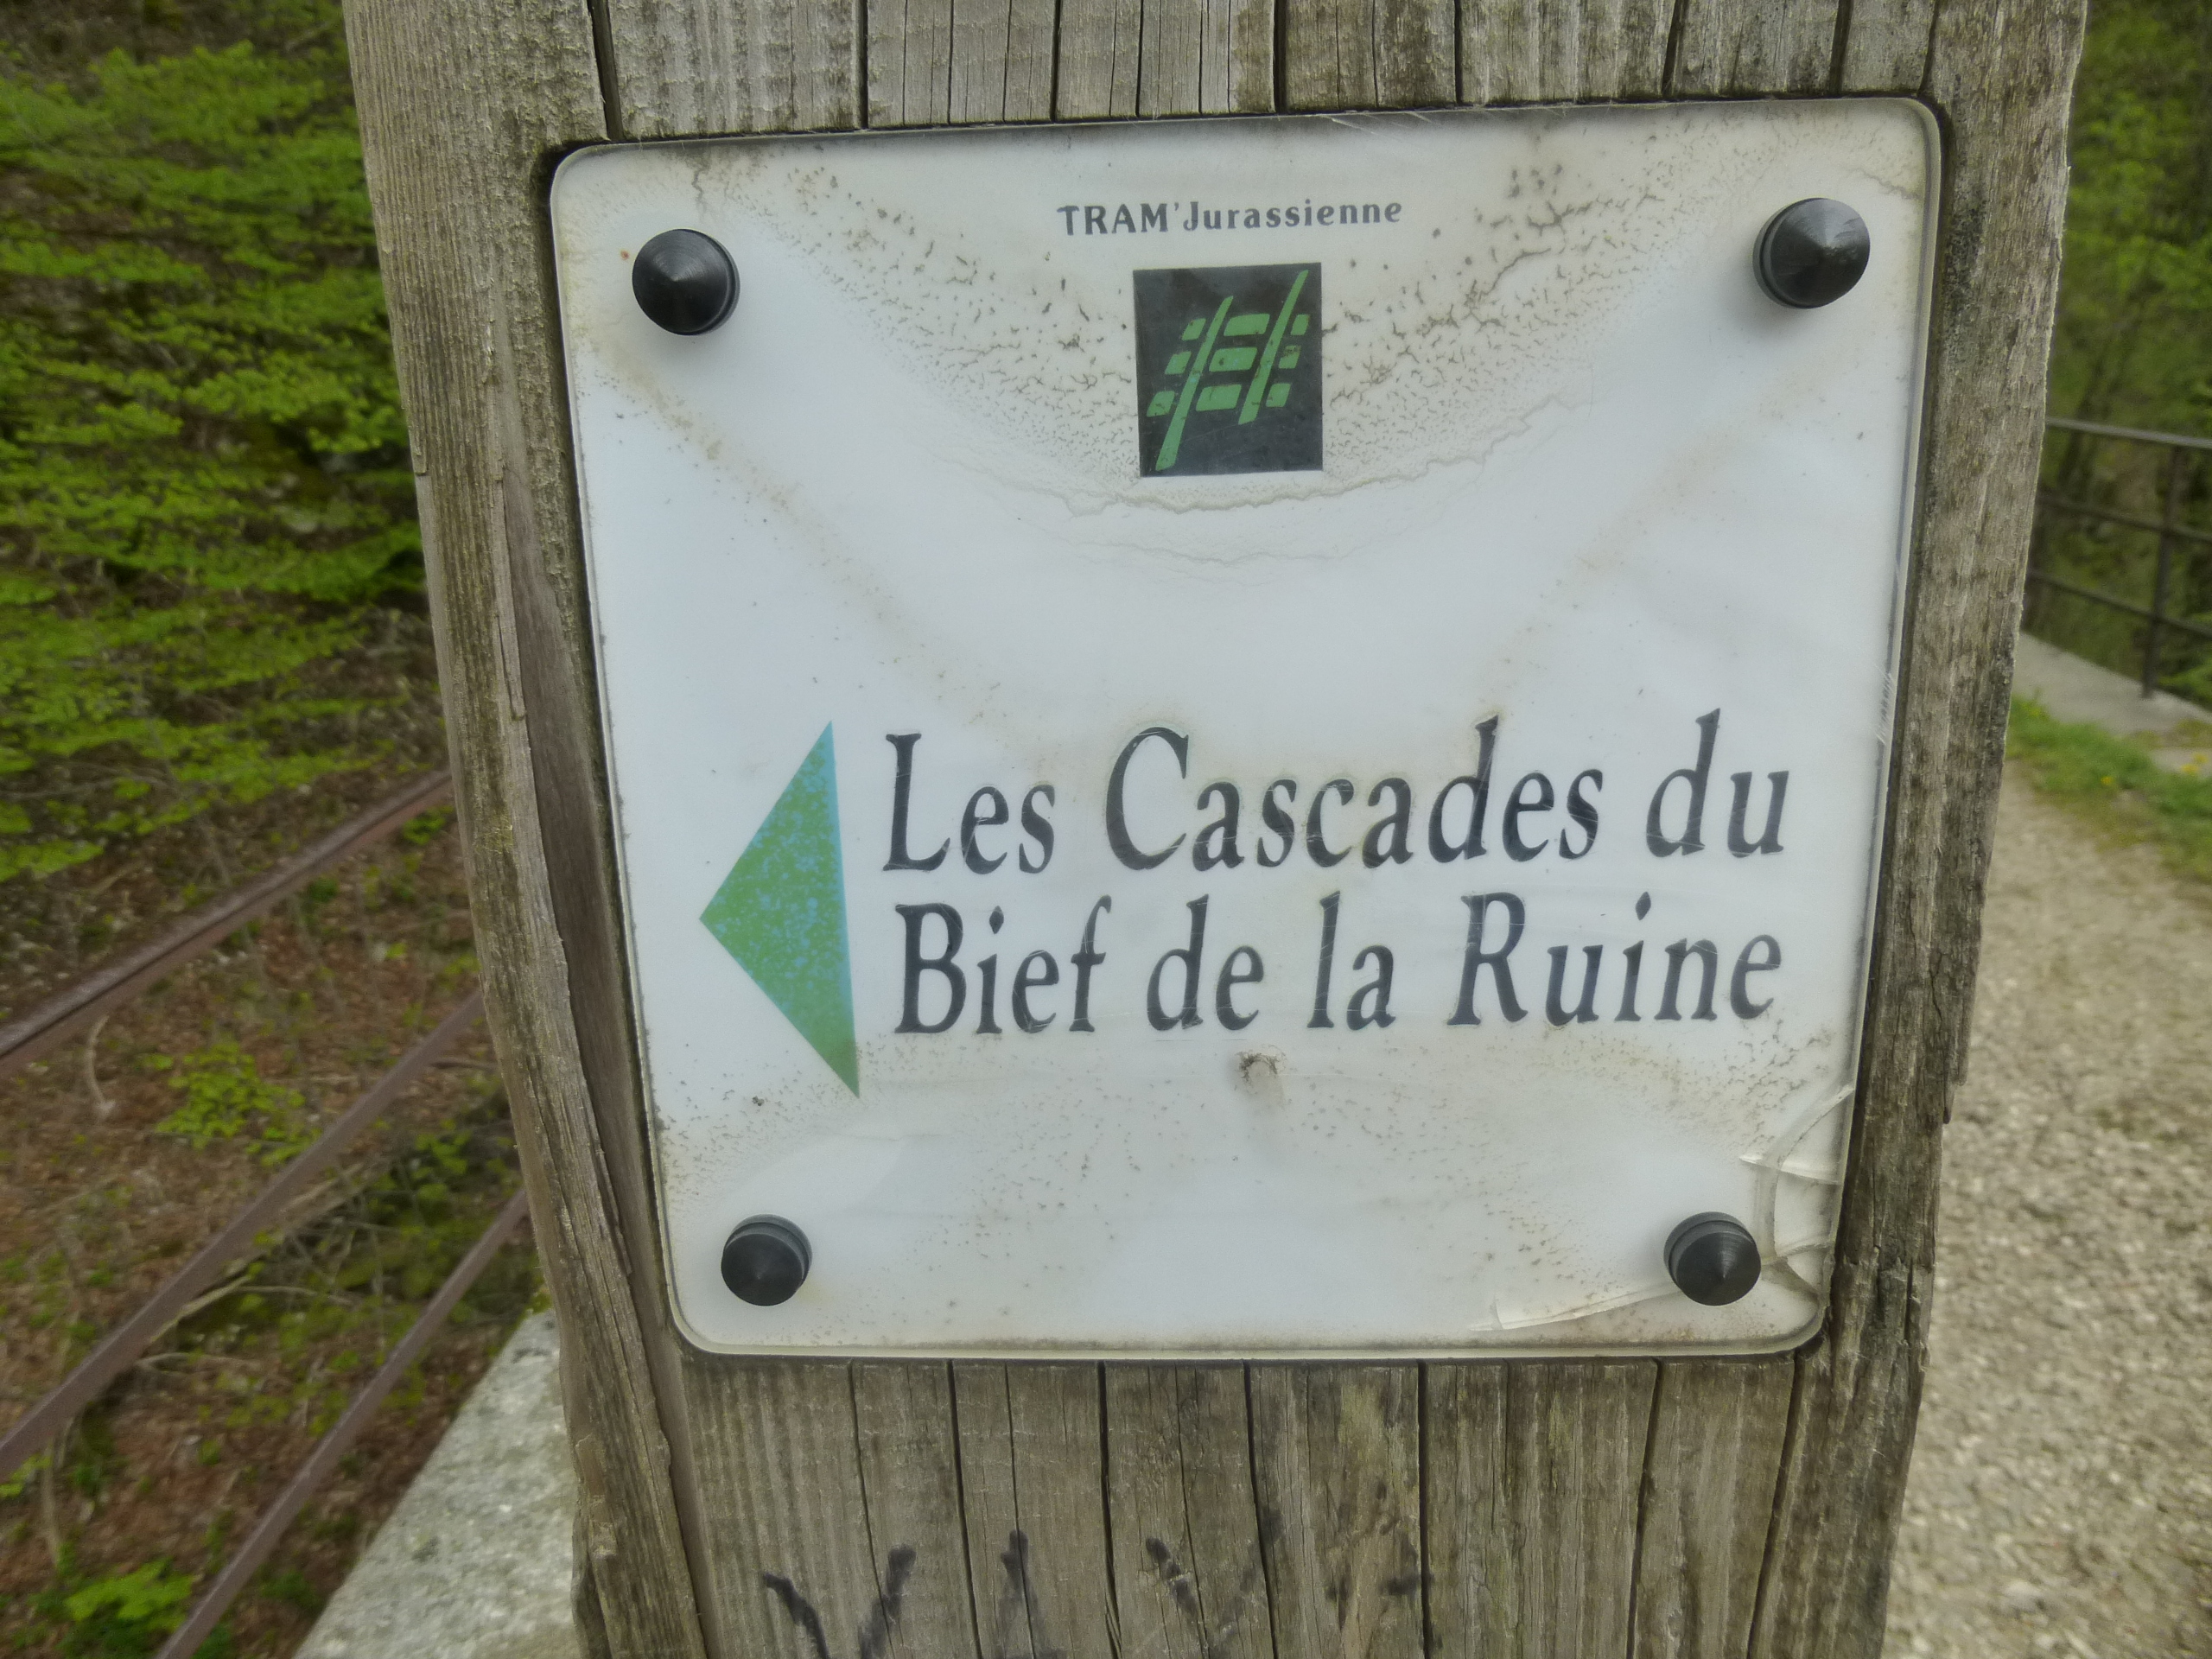 TRAM'Jurassienne
Les Cascades du
Bief de la Ruine